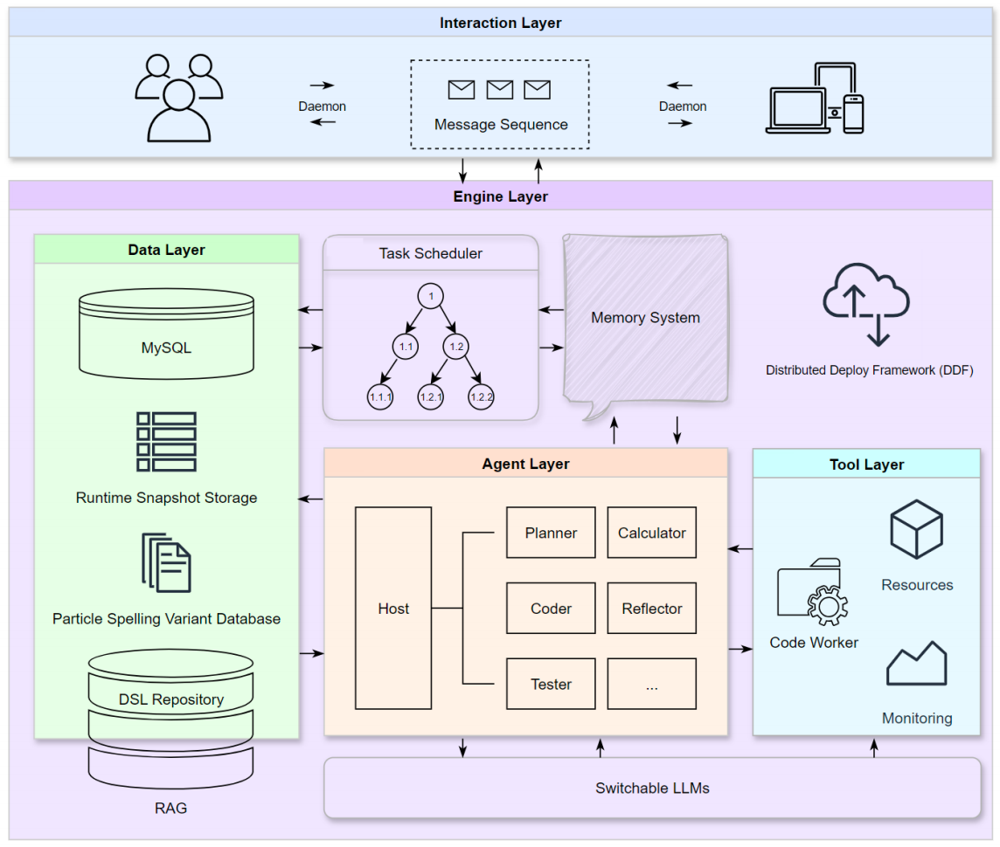 Interaction Layer
Daemon
Message Sequence
Daemon
Engine Layer
Data Layer
MySQL
Runtime Snapshot Storage
Particle Spelling Variant Database
DSL Repository
RAG
Task Scheduler
1
1.1
1.2
1.1.1
1.2.1
1.2.2
Memory System
Distributed Deploy Framework (DDF)
Agent Layer
Host
Planner
Calculator
Coder
Reflector
Tester
...
Tool Layer
Resources
Code Worker
Monitoring
Switchable LLMs